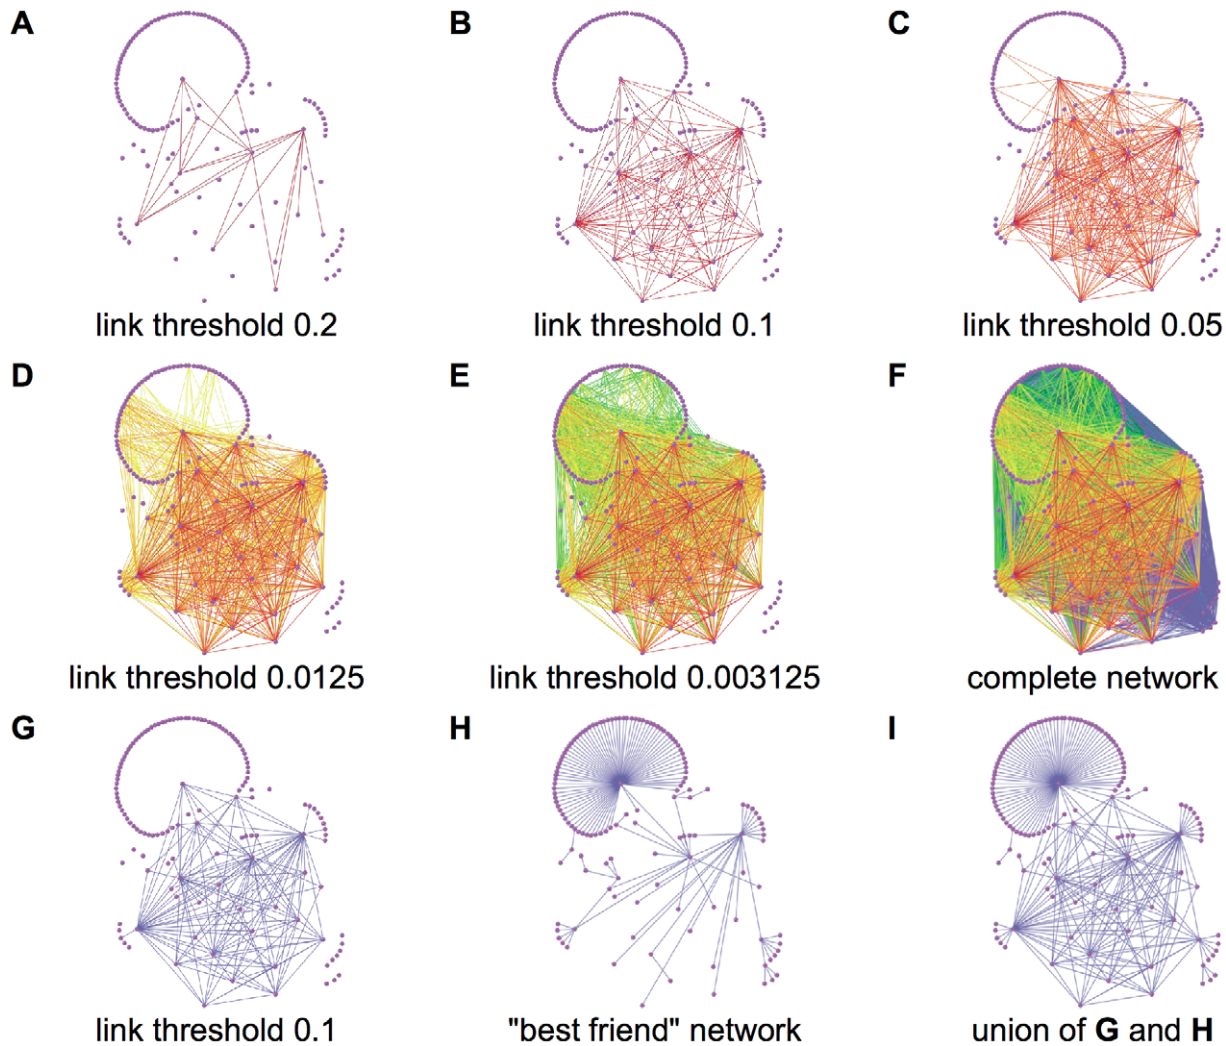 A
B
C
link threshold 0.2
link threshold 0.1
link threshold 0.05
D
E
F
link threshold 0.0125
link threshold 0.003125
complete network
G
H
I
link threshold 0.1
"best friend" network
union of G and H